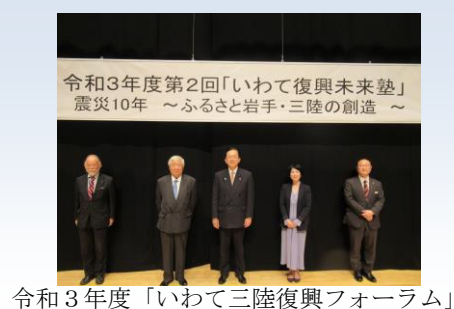 令和3年度第2回「いわて復興未来塾」
震災10年　～ふるさと岩手・三陸の創造　～
令和３年度「いわて三陸復興フォーラム」